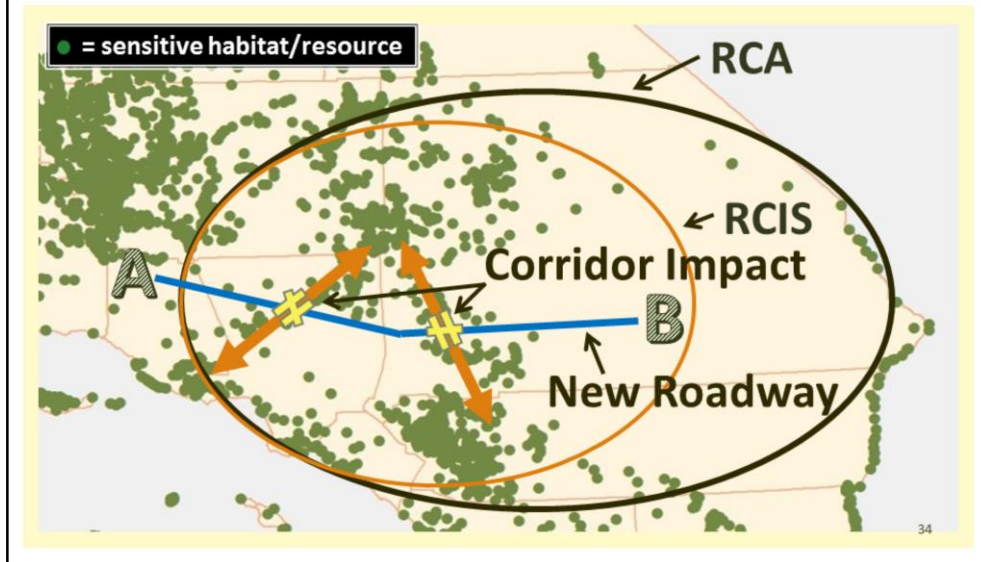 = sensitive habitat/resource
RCA
RCIS
Corridor Impact
A
B
New Roadway
34